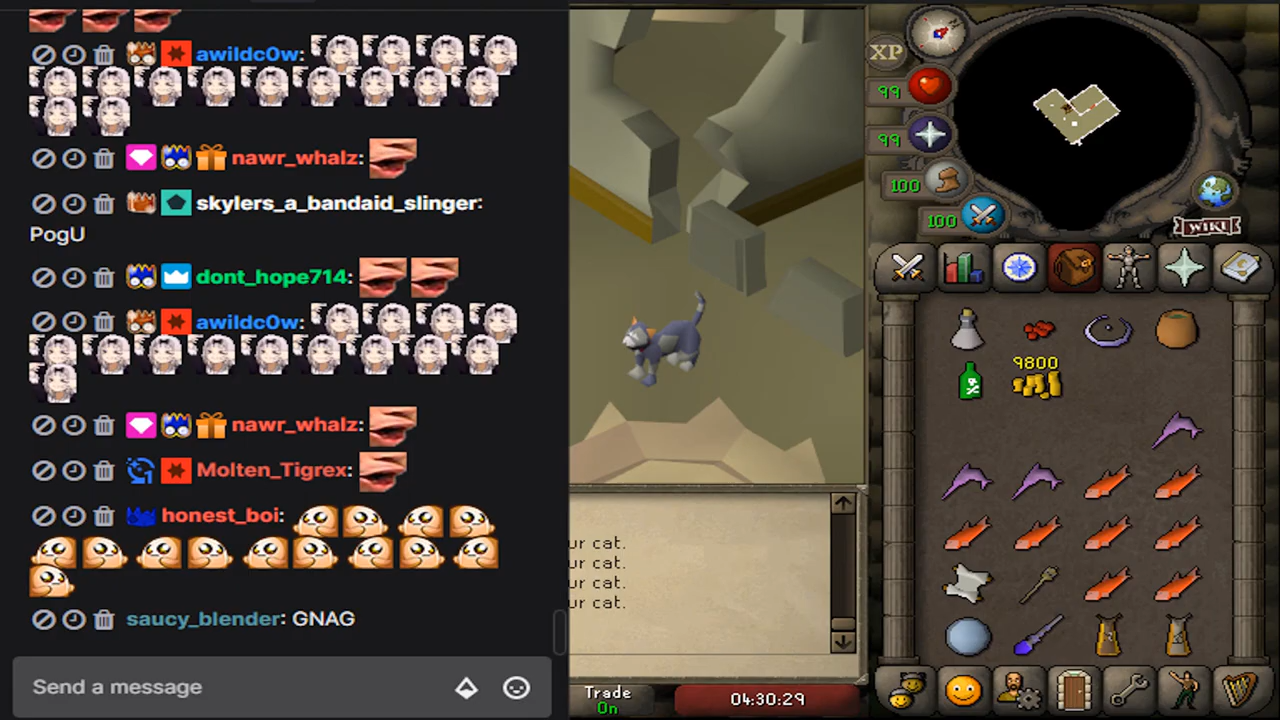 awildc0w:
nawr_whalz:
skylers_a_bandaid_slinger:
PogU
dont_hope714:
awildc0w:
nawr_whalz:
Molten_Tigrex:
honest_boi:
saucy_blender: GNAG
Send a message
ur cat.
ur cat.
ur cat.
ur cat.
Trade
On
04:30:29
XP
99
99
100
100
WIKI
9800